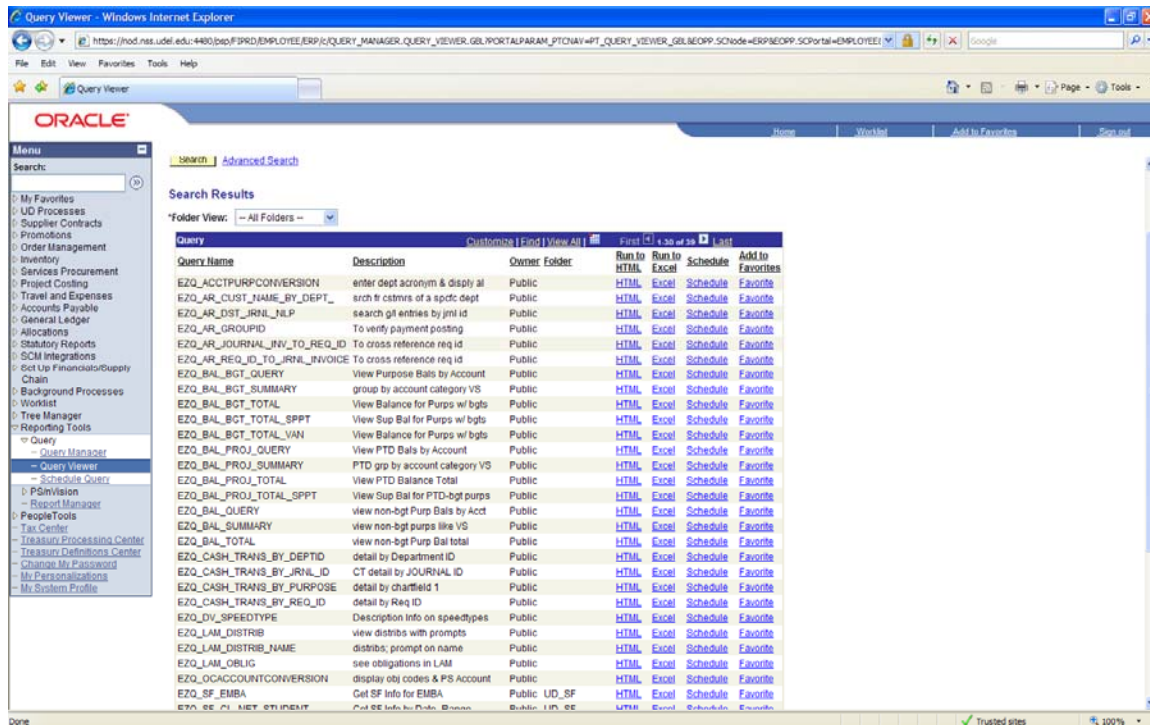 Query Viewer - Windows Internet Explorer
https://nod.nss.udel.edu:4480/psp/FIPRD/EMPLOYEE/ERP/c/QUERY_MANAGER.QUERY_VIEWER.GBL?PORTALPARAM_PTCNAV=PT_QUERY_VIEWER_GBL&EOPP.SCNode=ERP&EOPP.SCPortal=EMPLOYEE
Google
File Edit View Favorites Tools Help
Query Viewer
Page Tools
ORACLE
Home Worklist Add to Favorites Sign out
Menu
Search:
My Favorites
UD Processes
Supplier Contracts
Promotions
Order Management
Inventory
Services Procurement
Project Costing
Travel and Expenses
Accounts Payable
General Ledger
Allocations
Statutory Reports
SCM Integrations
Set Up Financials/Supply
Chain
Background Processes
Worklist
Tree Manager
Reporting Tools
Query
Query Manager
Query Viewer
Schedule Query
PS/nVision
Report Manager
PeopleTools
Tax Center
Treasury Processing Center
Treasury Definitions Center
Change My Password
My Personalizations
My System Profile
Search Advanced Search
Search Results
*Folder View: -- All Folders --
Query Customize | Find | View All | First 1-30 of 39 Last
Query Name Description Owner Folder Run to HTML Run to Excel Schedule Add to Favorites
EZQ_ACCTPURPCONVERSION enter dept acronym & disply al Public HTML Excel Schedule Favorite
EZQ_AR_CUST_NAME_BY_DEPT_ srch fr cstmrs of a spcfc dept Public HTML Excel Schedule Favorite
EZQ_AR_DST_JRNL_NLP search g/l entries by jrnl id Public HTML Excel Schedule Favorite
EZQ_AR_GROUPID To verify payment posting Public HTML Excel Schedule Favorite
EZQ_AR_JOURNAL_INV_TO_REQ_ID To cross reference req id Public HTML Excel Schedule Favorite
EZQ_AR_REQ_ID_TO_JRNL_INVOICE To cross reference req id Public HTML Excel Schedule Favorite
EZQ_BAL_BGT_QUERY View Purpose Bals by Account Public HTML Excel Schedule Favorite
EZQ_BAL_BGT_SUMMARY group by account category VS Public HTML Excel Schedule Favorite
EZQ_BAL_BGT_TOTAL View Balance for Purps w/ bgts Public HTML Excel Schedule Favorite
EZQ_BAL_BGT_TOTAL_SPPT View Sup Bal for Purps w/ bgts Public HTML Excel Schedule Favorite
EZQ_BAL_BGT_TOTAL_VAN View Balance for Purps w/ bgts Public HTML Excel Schedule Favorite
EZQ_BAL_PROJ_QUERY View PTD Bals by Account Public HTML Excel Schedule Favorite
EZQ_BAL_PROJ_SUMMARY PTD grp by account category VS Public HTML Excel Schedule Favorite
EZQ_BAL_PROJ_TOTAL View PTD Balance Total Public HTML Excel Schedule Favorite
EZQ_BAL_PROJ_TOTAL_SPPT View Sup Bal for PTD-bgt purps Public HTML Excel Schedule Favorite
EZQ_BAL_QUERY view non-bgt Purp Bals by Acct Public HTML Excel Schedule Favorite
EZQ_BAL_SUMMARY view non-bgt purps like VS Public HTML Excel Schedule Favorite
EZQ_BAL_TOTAL view non-bgt Purp Bal total Public HTML Excel Schedule Favorite
EZQ_CASH_TRANS_BY_DEPTID detail by Department ID Public HTML Excel Schedule Favorite
EZQ_CASH_TRANS_BY_JRNL_ID CT detail by JOURNAL ID Public HTML Excel Schedule Favorite
EZQ_CASH_TRANS_BY_PURPOSE detail by chartfield 1 Public HTML Excel Schedule Favorite
EZQ_CASH_TRANS_BY_REQ_ID detail by Req ID Public HTML Excel Schedule Favorite
EZQ_DV_SPEEDTYPE Description Info on speedtypes Public HTML Excel Schedule Favorite
EZQ_LAM_DISTRIB view distribs with prompts Public HTML Excel Schedule Favorite
EZQ_LAM_DISTRIB_NAME distribs; prompt on name Public HTML Excel Schedule Favorite
EZQ_LAM_OBLIG see obligations in LAM Public HTML Excel Schedule Favorite
EZQ_OCACCOUNTCONVERSION display obj codes & PS Account Public HTML Excel Schedule Favorite
EZQ_SF_EMBA Get SF Info for EMBA Public UD_SF HTML Excel Schedule Favorite
EZQ_SF_CL_NET_STUDENT Get SF Info by Date, Range Public UD_SF HTML Excel Schedule Favorite
Done Trusted sites 100%